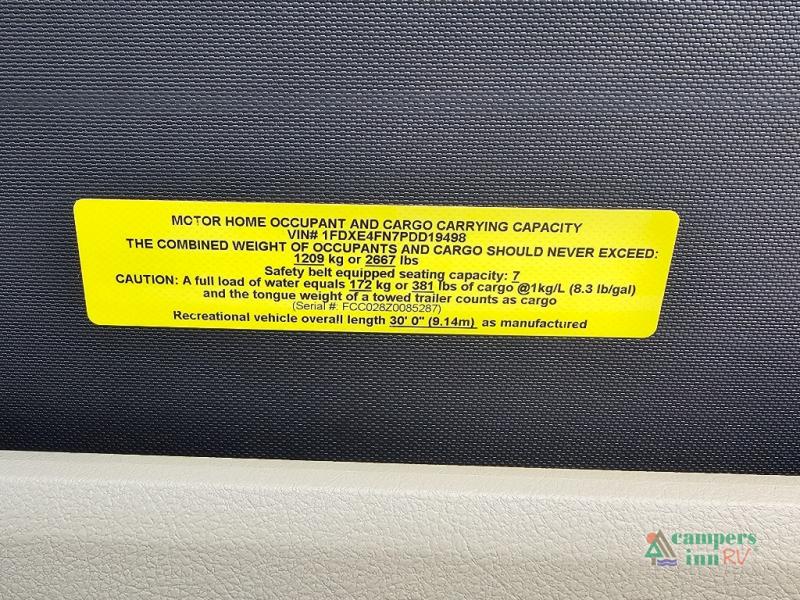 MOTOR HOME OCCUPANT AND CARGO CARRYING CAPACITY
VIN# 1FDXE4FN7PDD19498
THE COMBINED WEIGHT OF OCCUPANTS AND CARGO SHOULD NEVER EXCEED:
1209 kg or 2667 lbs
Safety belt equipped seating capacity: 7
CAUTION: A full load of water equals 172 kg or 381 lbs of cargo @1kg/L (8.3 lb/gal)
and the tongue weight of a towed trailer counts as cargo
(Serial #: FCC028Z0085287)
Recreational vehicle overall length 30' 0" (9.14m) as manufactured
campers
inn RV